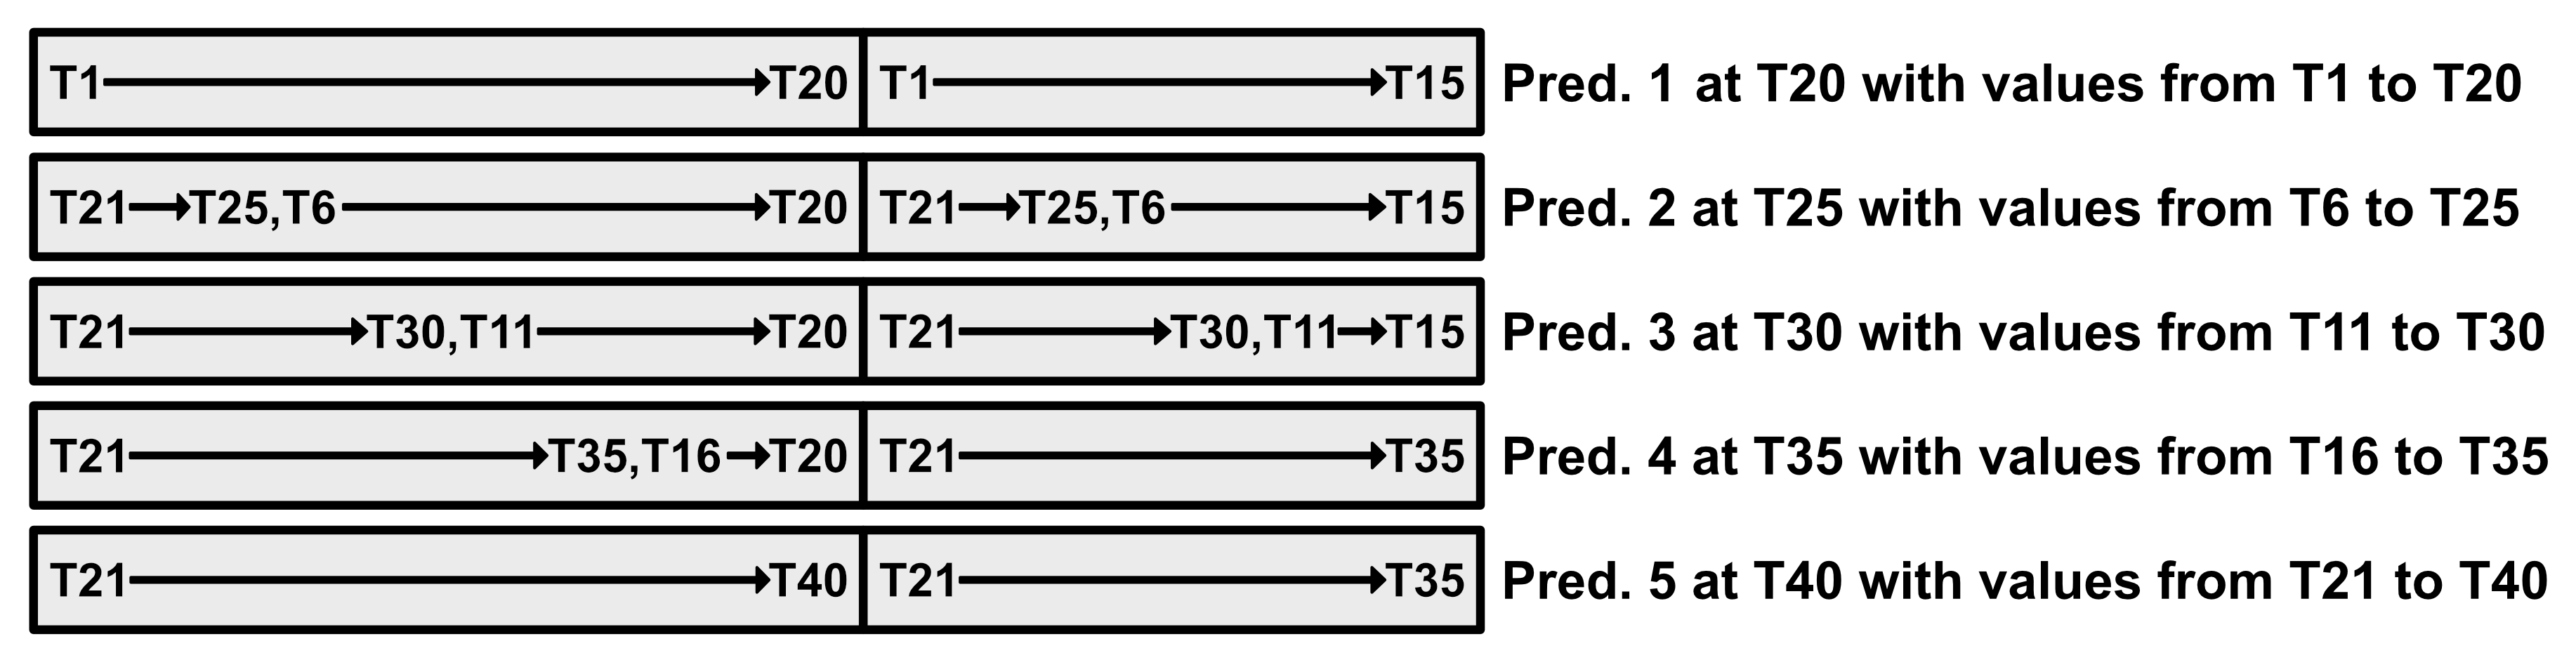 T1 T20 T1 T15 Pred. 1 at T20 with values from T1 to T20
T21 T25,T6 T20 T21 T25,T6 T15 Pred. 2 at T25 with values from T6 to T25
T21 T30,T11 T20 T21 T30,T11 T15 Pred. 3 at T30 with values from T11 to T30
T21 T35,T16 T20 T21 T35 Pred. 4 at T35 with values from T16 to T35
T21 T40 T21 T35 Pred. 5 at T40 with values from T21 to T40